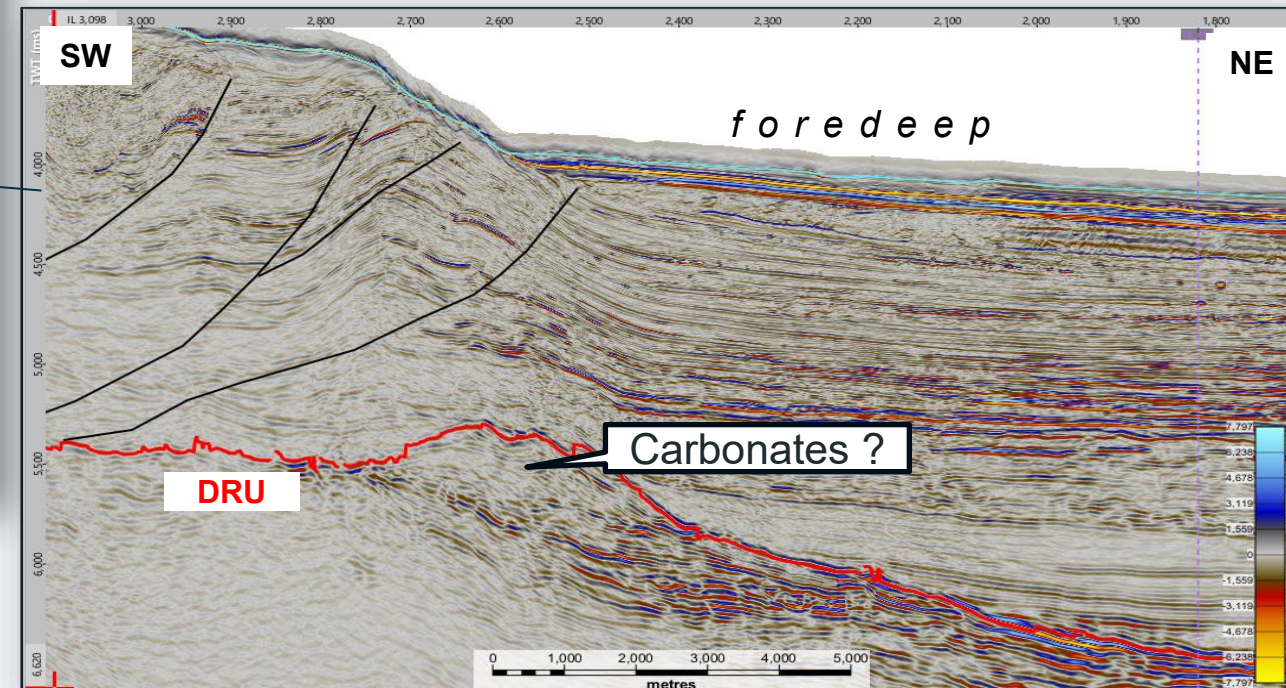 IL 3,098 3,000 2,900 2,800 2,700 2,600 2,500 2,400 2,300 2,200 2,100 2,000 1,900 1,800
TWT (ms)
SW
NE
f o r e d e e p
4,000
4,500
5,000
5,500
6,000
6,620
Carbonates ?
DRU
7,797
6,238
4,678
3,119
1,559
0
-1,559
-3,119
-4,678
-6,238
-7,797
0 1,000 2,000 3,000 4,000 5,000
metres